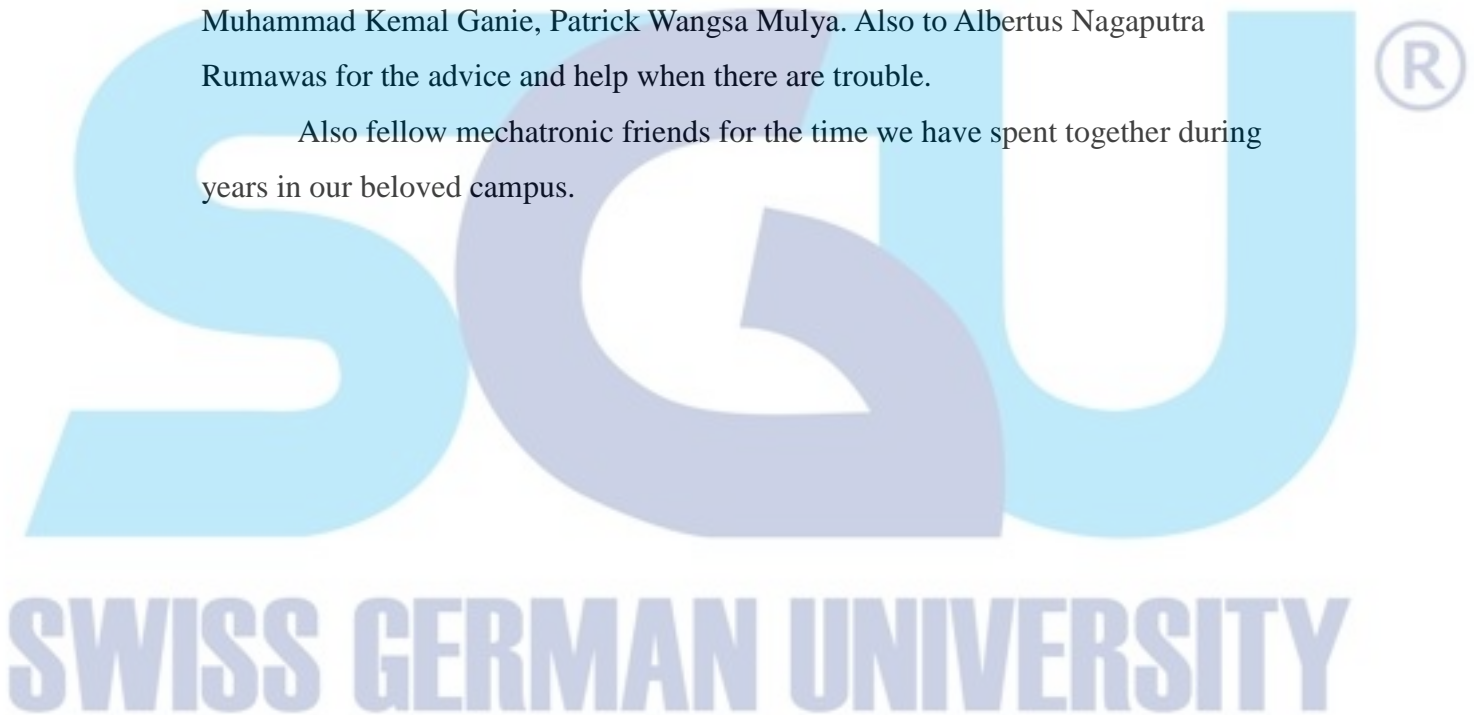 Muhammad Kemal Ganie, Patrick Wangsa Mulya. Also to Albertus Nagaputra
Rumawas for the advice and help when there are trouble.
Also fellow mechatronic friends for the time we have spent together during
years in our beloved campus.
SGU
®
SWISS GERMAN UNIVERSITY